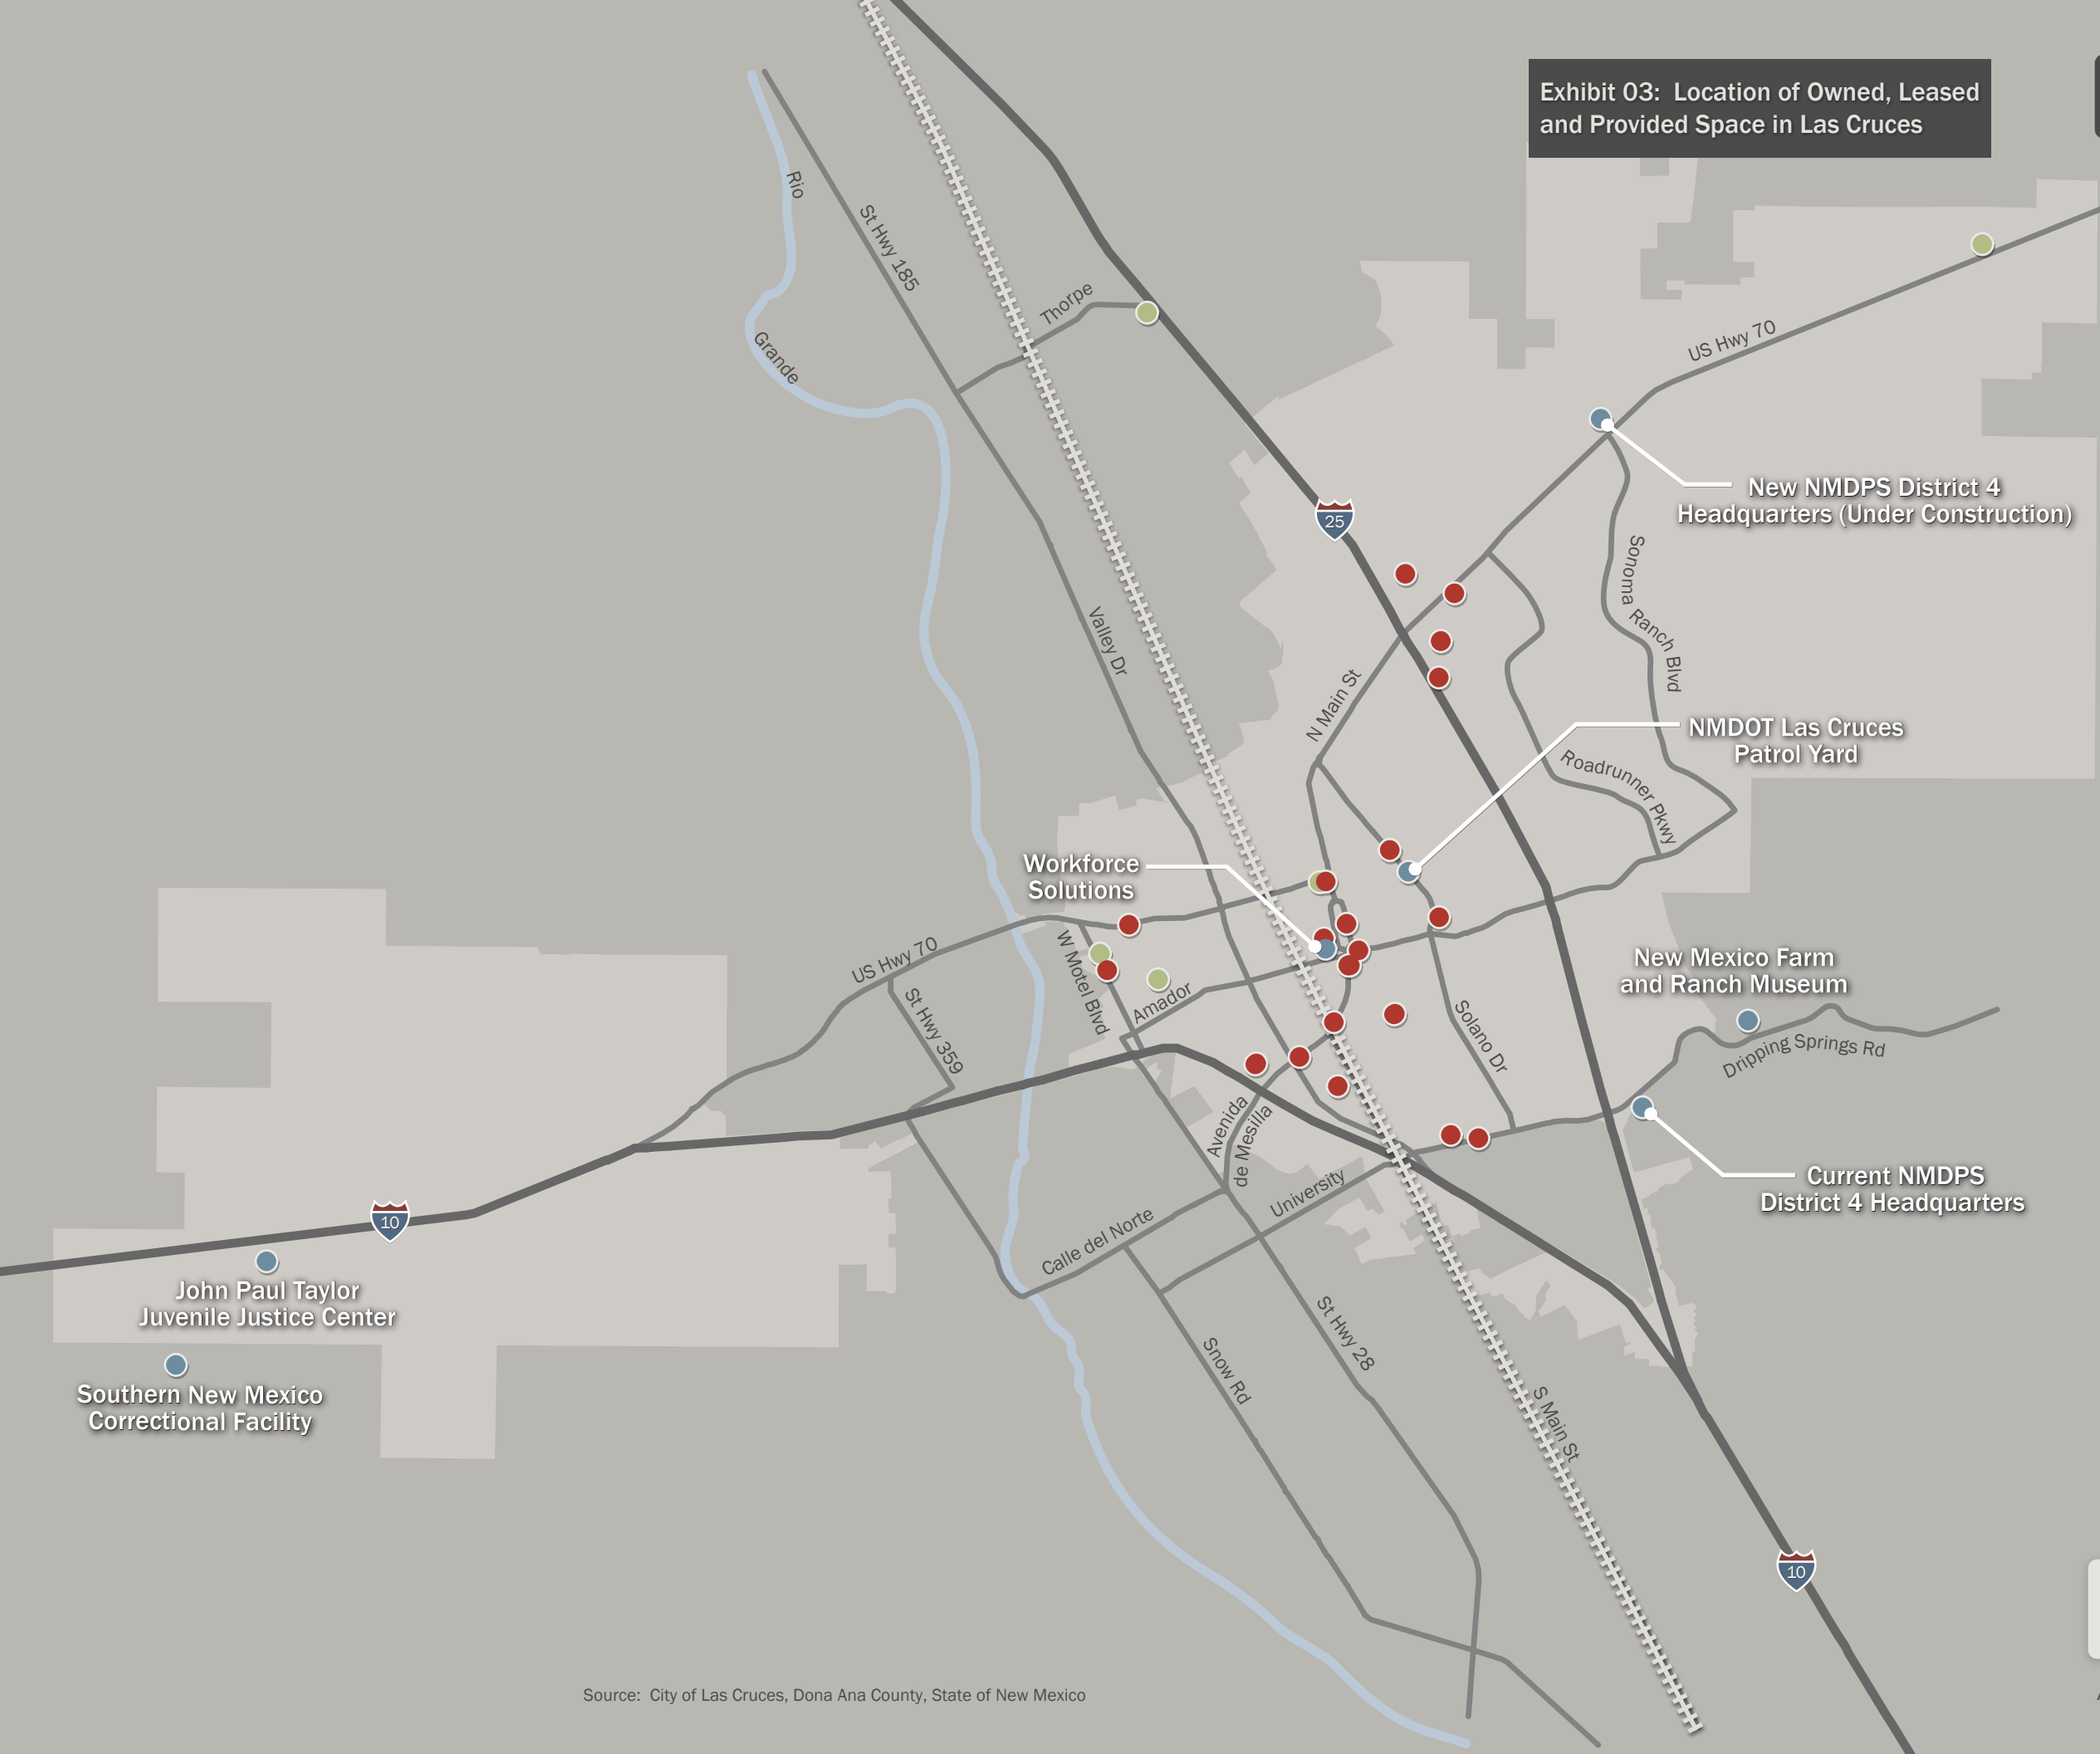 Exhibit 03:  Location of Owned, Leased
and Provided Space in Las Cruces
Rio
Grande
St Hwy 185
Thorpe
US Hwy 70
25
New NMDPS District 4
Headquarters (Under Construction)
Sonoma Ranch Blvd
Valley Dr
N Main St
NMDOT Las Cruces
Patrol Yard
Roadrunner Pkwy
Workforce
Solutions
US Hwy 70
W Motel Blvd
St Hwy 359
Amador
Solano Dr
New Mexico Farm
and Ranch Museum
Dripping Springs Rd
Avenida
de Mesilla
University
Calle del Norte
Current NMDPS
District 4 Headquarters
10
John Paul Taylor
Juvenile Justice Center
Southern New Mexico
Correctional Facility
Snow Rd
St Hwy 28
S Main St
10
Source:  City of Las Cruces, Dona Ana County, State of New Mexico